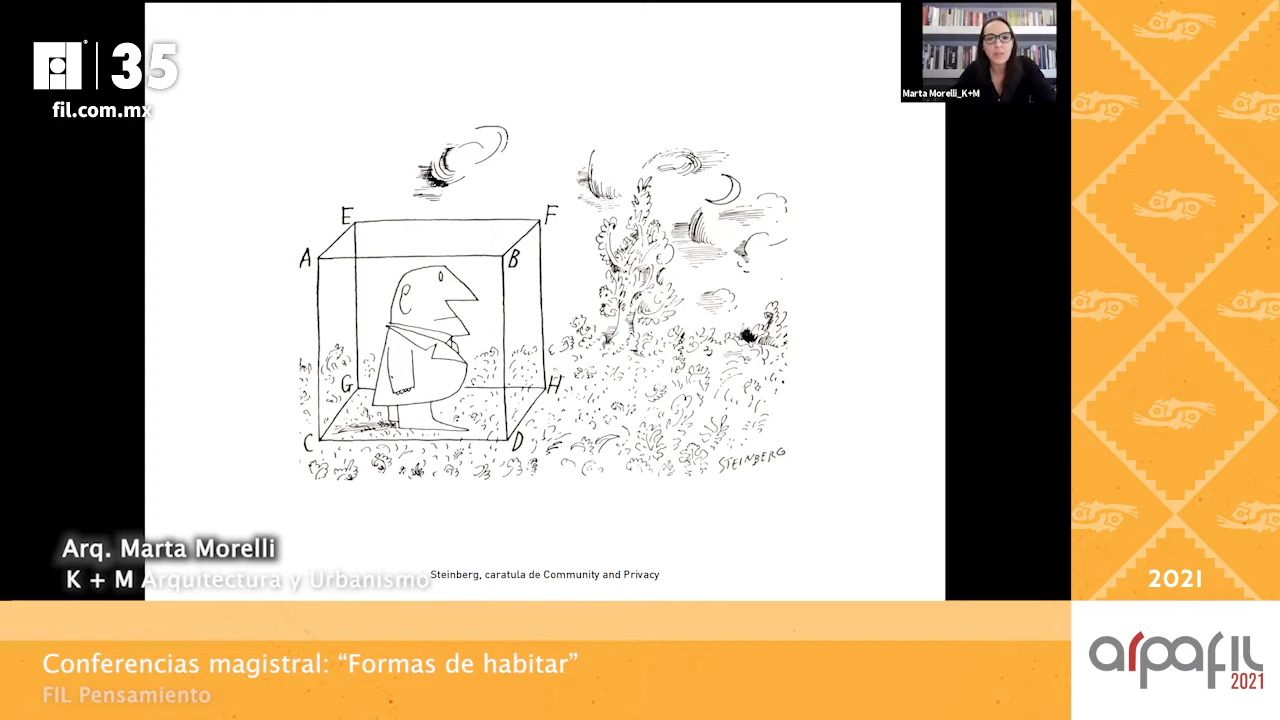 FIL 35
fil.com.mx
Marta Morelli_K+M
E
F
A
B
G
H
C
D
STEINBERG
Steinberg, caratula de Community and Privacy
Arq. Marta Morelli
K + M Arquitectura y Urbanismo
Conferencias magistral: “Formas de habitar”
FIL Pensamiento
2021
arpafil
2021